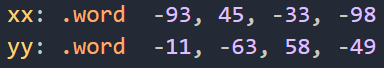 xx: .word  -93, 45, -33, -98
yy: .word  -11, -63, 58, -49